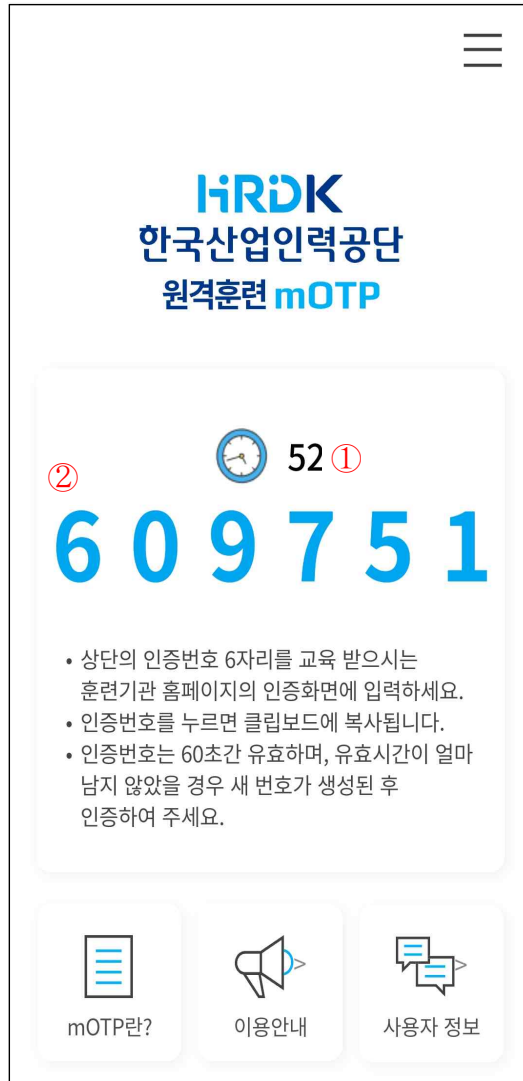 HRDK
한국산업인력공단
원격훈련 mOTP
52 ①
②
6 0 9 7 5 1
• 상단의 인증번호 6자리를 교육 받으시는
훈련기관 홈페이지의 인증화면에 입력하세요.
• 인증번호를 누르면 클립보드에 복사됩니다.
• 인증번호는 60초간 유효하며, 유효시간이 얼마
남지 않았을 경우 새 번호가 생성된 후
인증하여 주세요.
mOTP란? 이용안내 사용자 정보